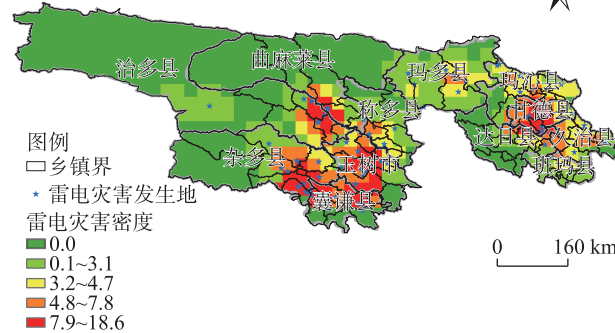 治多县
曲麻莱县
玛多县
玛沁县
称多县
甘德县
达日县
久治县
杂多县
玉树市
班玛县
囊谦县
图例
乡镇界
雷电灾害发生地
雷电灾害密度
0.0
0.1~3.1
3.2~4.7
4.8~7.8
7.9~18.6
0 160 km